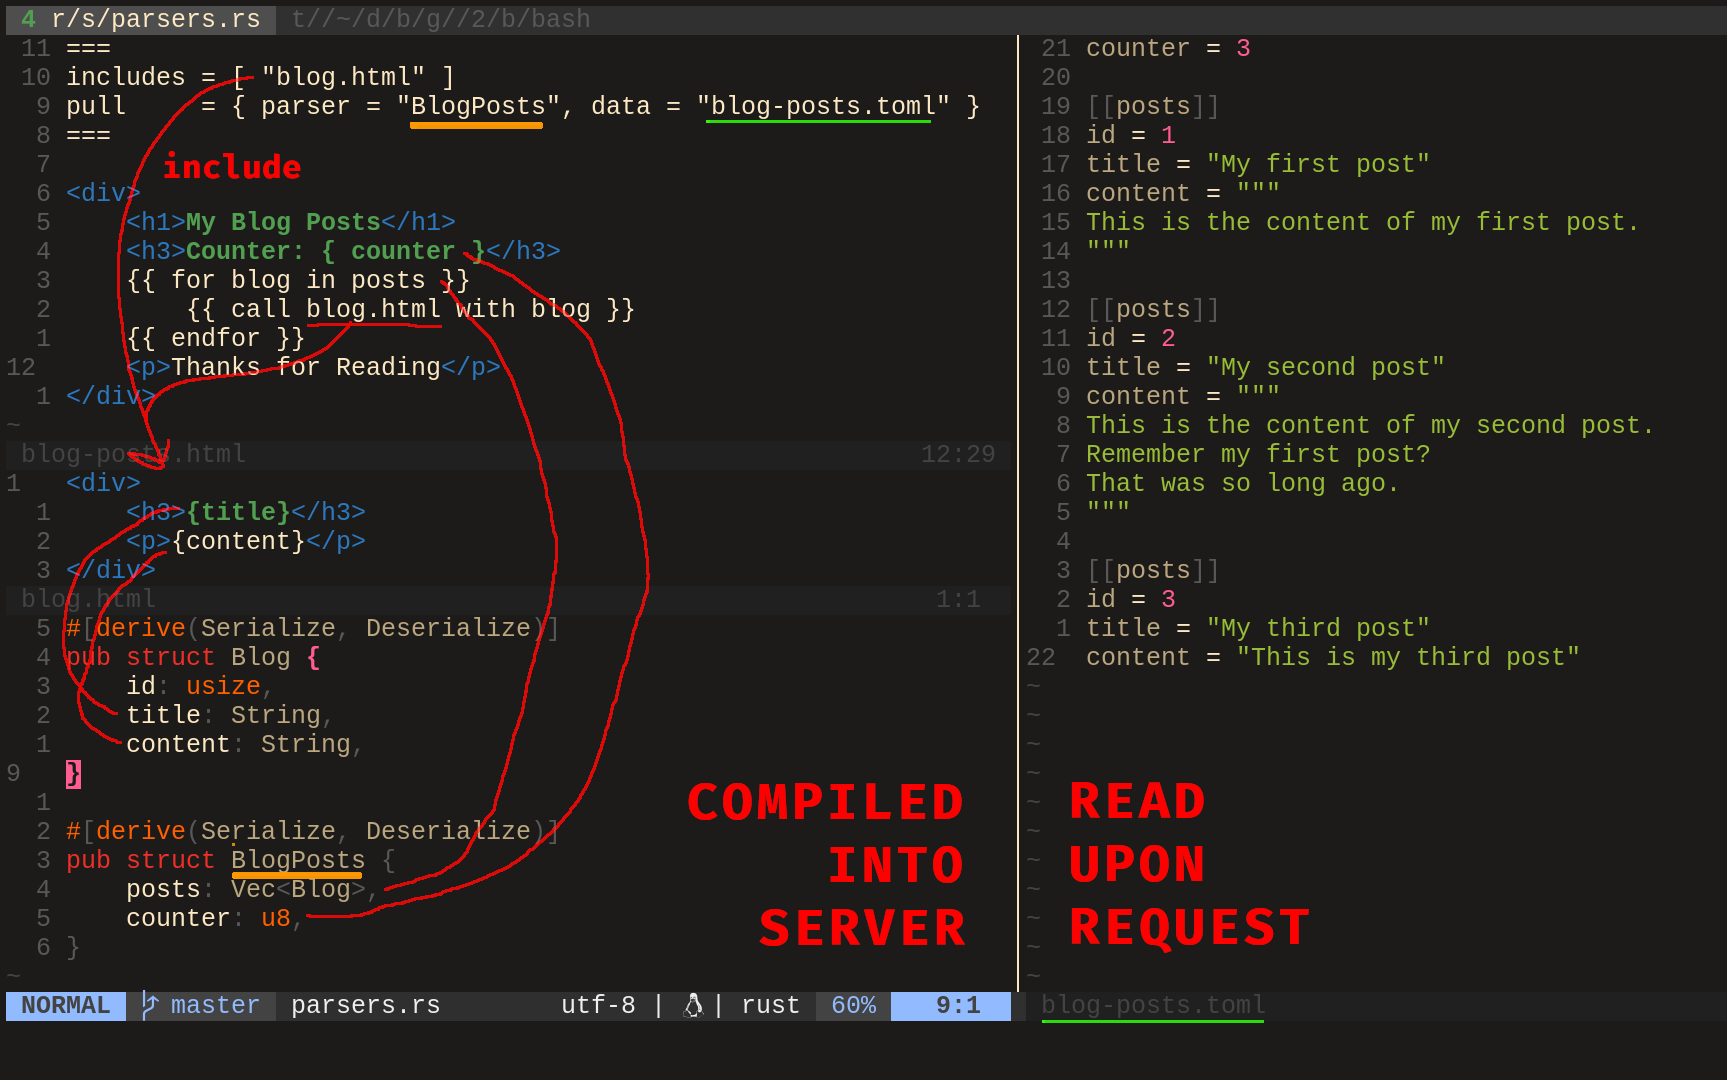 4 r/s/parsers.rs t//~/d/b/g//2/b/bash
11 ===
10 includes = [ "blog.html" ]
9 pull     = { parser = "BlogPosts", data = "blog-posts.toml" }
8 ===
7
include
6 <div>
5     <h1>My Blog Posts</h1>
4     <h3>Counter: { counter }</h3>
3     {{ for blog in posts }}
2         {{ call blog.html with blog }}
1     {{ endfor }}
12     <p>Thanks for Reading</p>
1 </div>
~
blog-posts.html 12:29
1 <div>
1     <h3>{title}</h3>
2     <p>{content}</p>
3 </div>
blog.html 1:1
5 #[derive(Serialize, Deserialize)]
4 pub struct Blog {
3     id: usize,
2     title: String,
1     content: String,
9 }
1
2 #[derive(Serialize, Deserialize)]
3 pub struct BlogPosts {
4     posts: Vec<Blog>,
5     counter: u8,
6 }
~
COMPILED
INTO
SERVER
NORMAL master parsers.rs utf-8 | | rust 60% 9:1
21 counter = 3
20
19 [[posts]]
18 id = 1
17 title = "My first post"
16 content = """
15 This is the content of my first post.
14 """
13
12 [[posts]]
11 id = 2
10 title = "My second post"
9 content = """
8 This is the content of my second post.
7 Remember my first post?
6 That was so long ago.
5 """
4
3 [[posts]]
2 id = 3
1 title = "My third post"
22 content = "This is my third post"
~
~
~
~
~
~
~
~
~
~
~
READ
UPON
REQUEST
blog-posts.toml